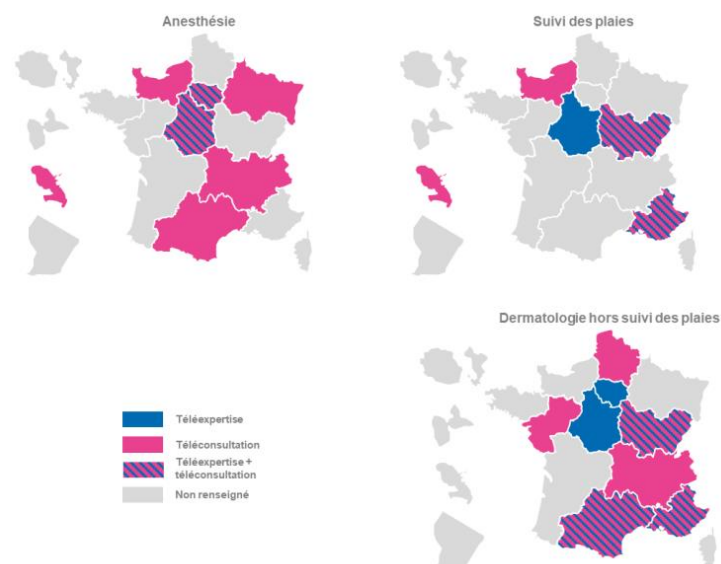 Anesthésie
Suivi des plaies
Dermatologie hors suivi des plaies
Téléexpertise
Téléconsultation
Téléexpertise +
téléconsultation
Non renseigné